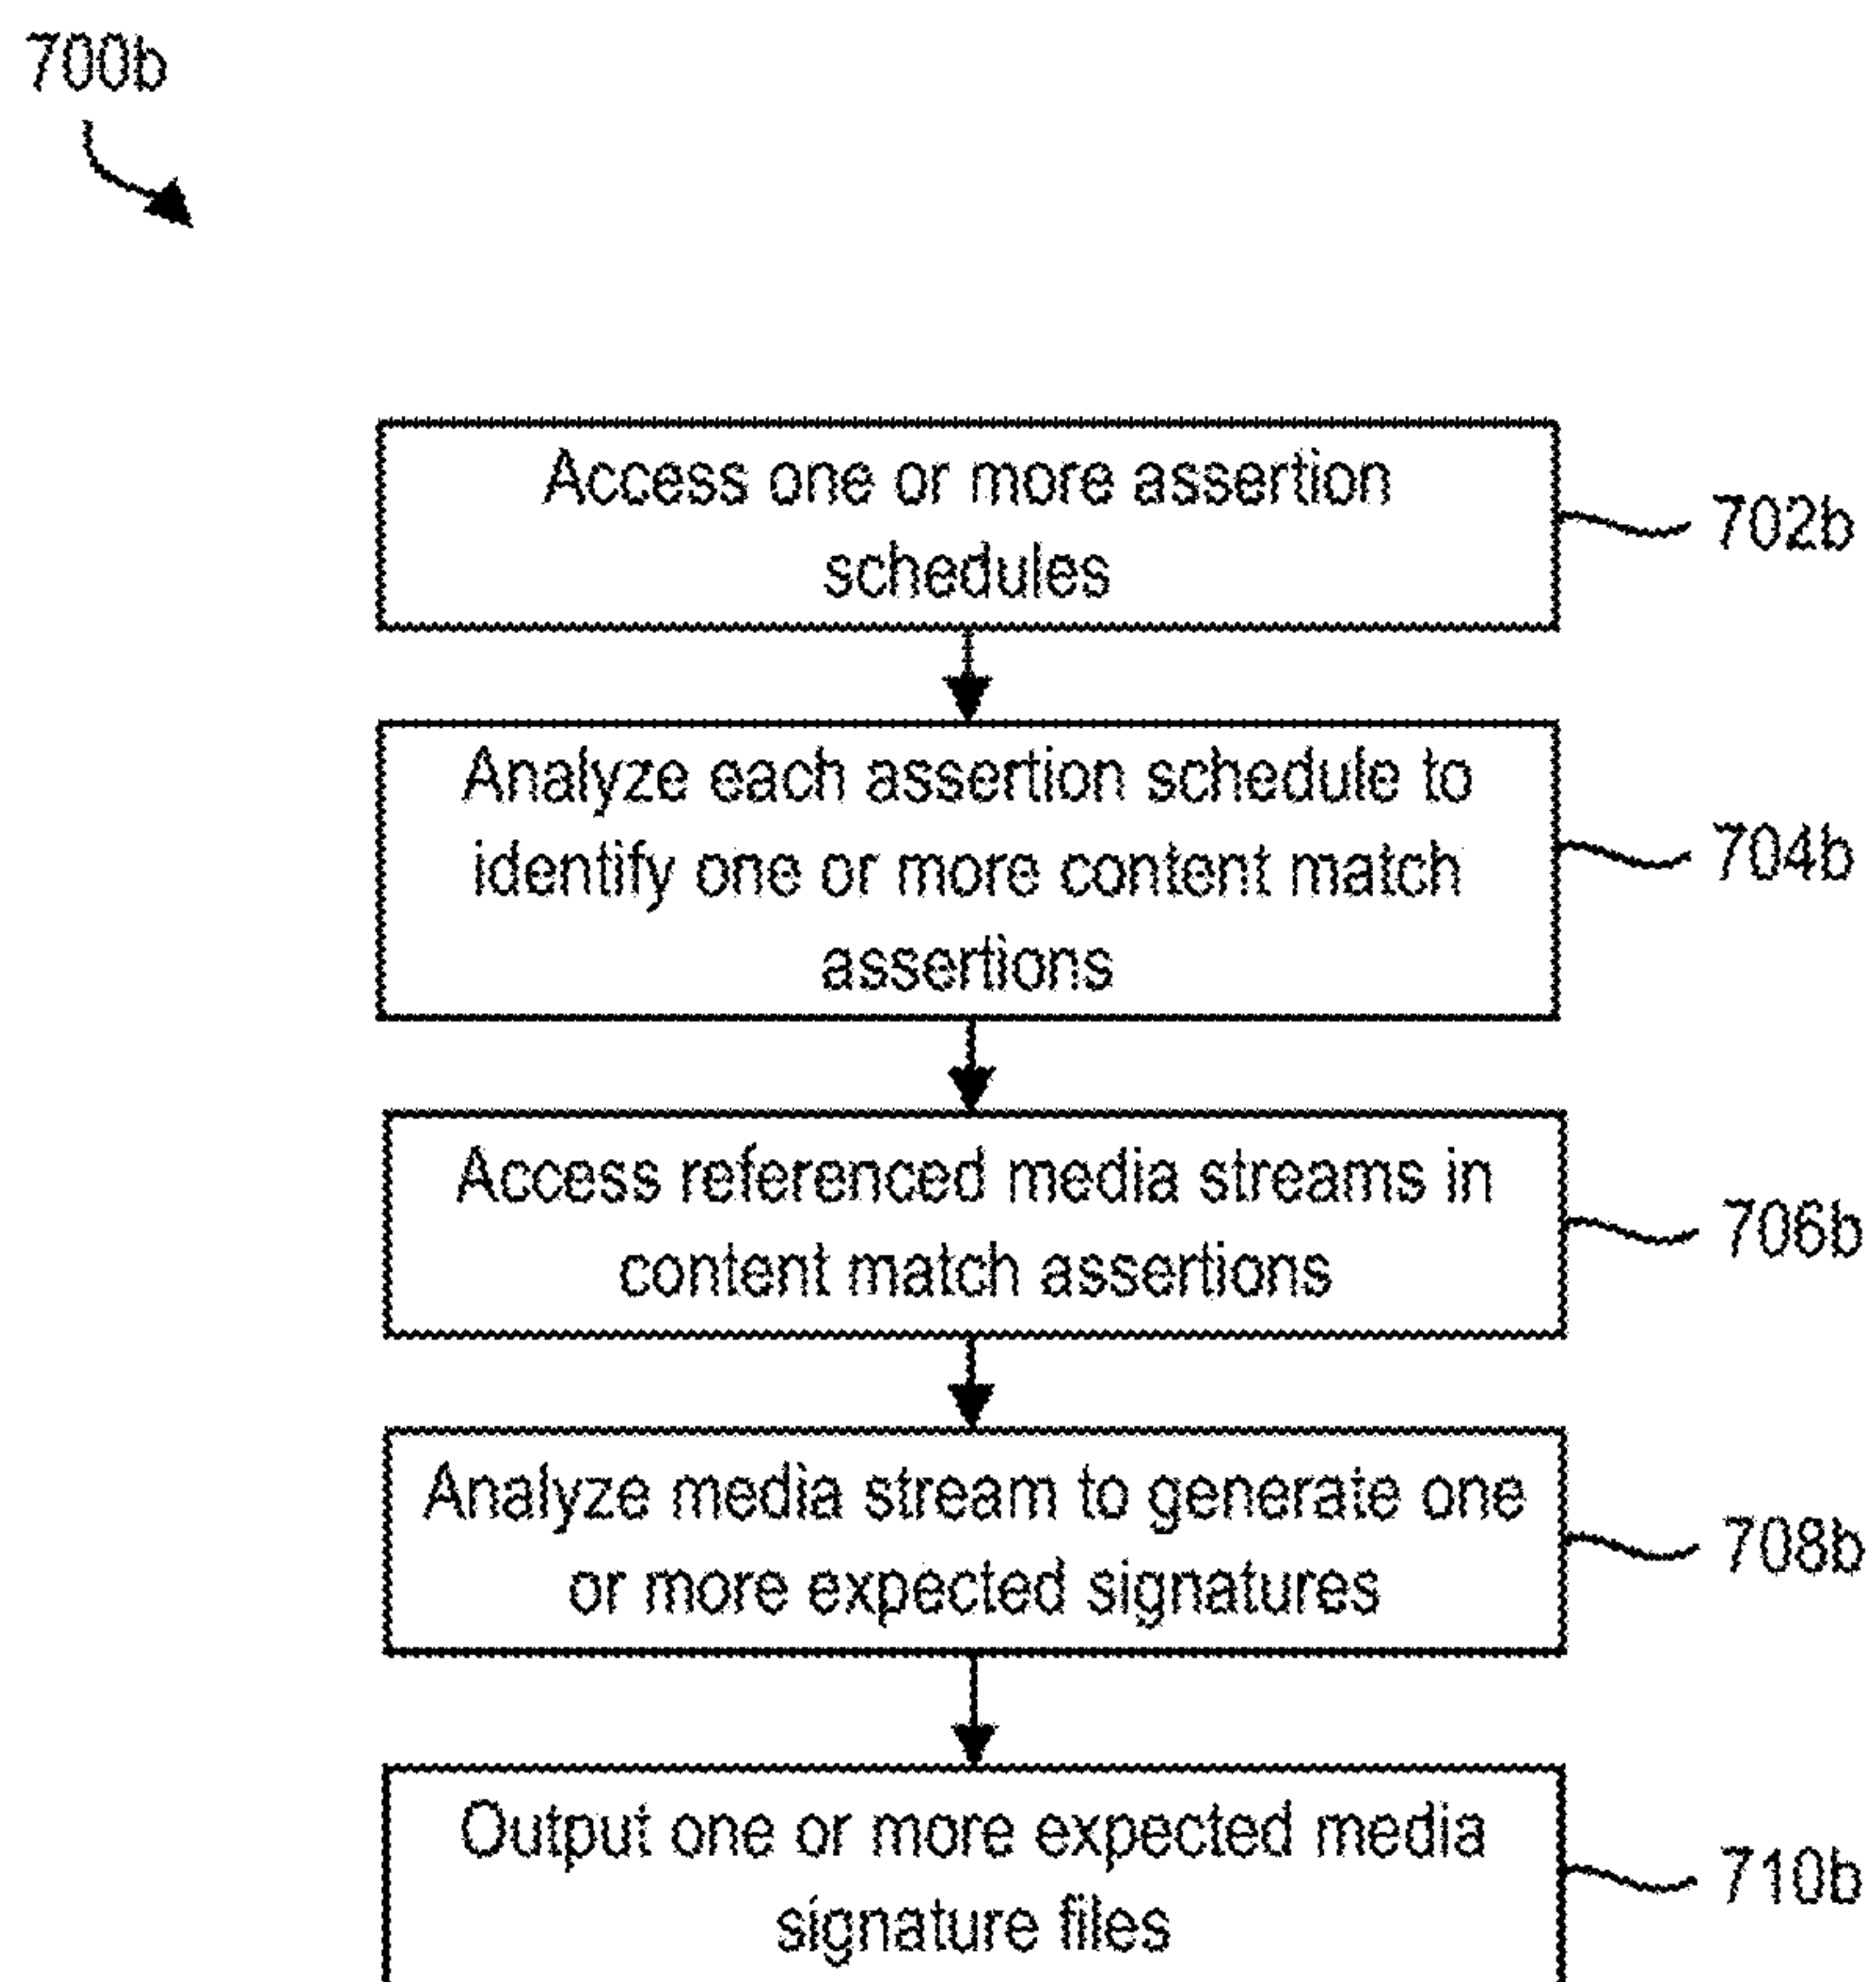 700b
Access one or more assertion
schedules
702b
Analyze each assertion schedule to
identify one or more content match
assertions
704b
Access referenced media streams in
content match assertions
706b
Analyze media stream to generate one
or more expected signatures
708b
Output one or more expected media
signature files
710b